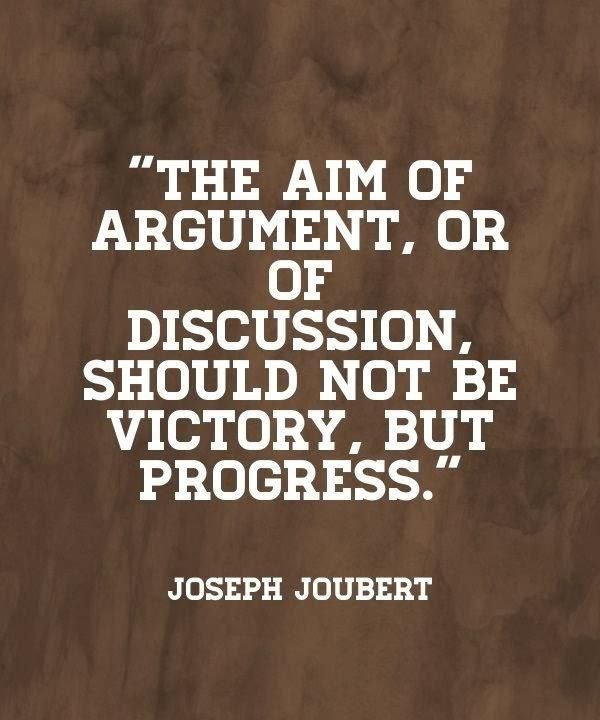 "THE AIM OF
ARGUMENT, OR
OF
DISCUSSION,
SHOULD NOT BE
VICTORY, BUT
PROGRESS."
JOSEPH JOUBERT